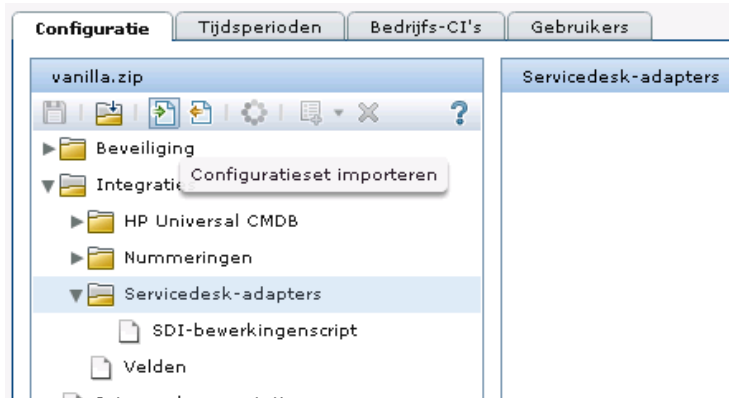 Configuratie Tijdsperioden Bedrijfs-CI's Gebruikers
vanilla.zip
Servicedesk-adapters
?
Beveiliging
Configuratieset importeren
Integraties
HP Universal CMDB
Nummeringen
Servicedesk-adapters
SDI-bewerkingenscript
Velden